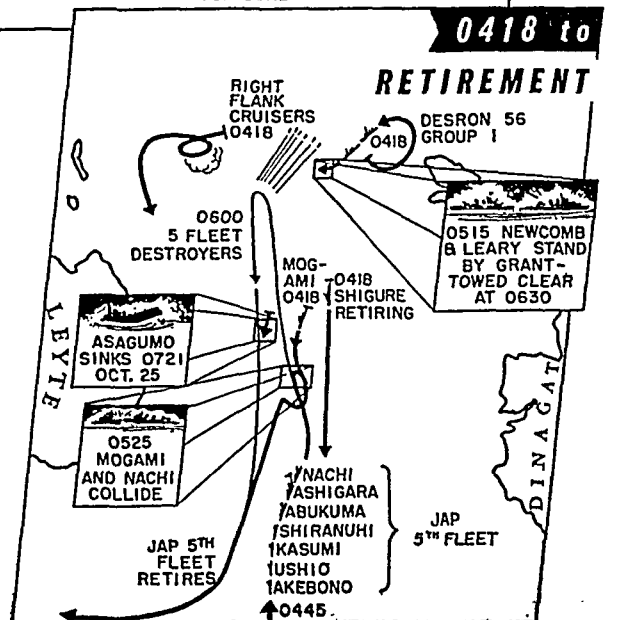 0418 to
RETIREMENT
RIGHT
FLANK
CRUISERS
0418
DESRON 56
GROUP 1
0418
0515 NEWCOMB
& LEARY STAND
BY GRANT-
TOWED CLEAR
AT 0630
0600
5 FLEET
DESTROYERS
MOG-
AMI
0418
0418
SHIGURE
RETIRING
LEYTE
ASAGUMO
SINKS 0721
OCT. 25
0525
MOGAMI
AND NACHI
COLLIDE
DINAGAT
NACHI
ASHIGARA
ABUKUMA
SHIRANUHI
KASUMI
USHIO
AKEBONO
JAP
5TH FLEET
JAP 5TH
FLEET
RETIRES
0445